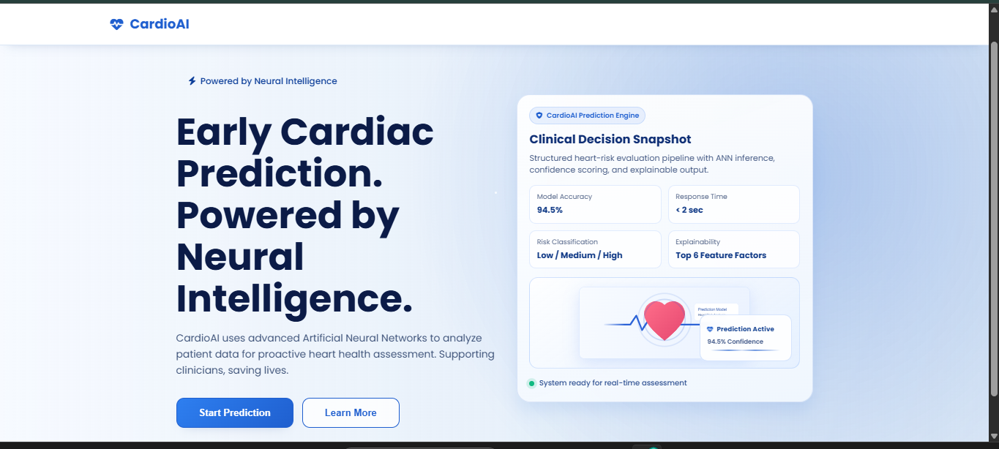 CardioAI
Powered by Neural Intelligence
Early Cardiac
Prediction.
Powered by
Neural
Intelligence.
CardioAI uses advanced Artificial Neural Networks to analyze
patient data for proactive heart health assessment. Supporting
clinicians, saving lives.
Start Prediction
Learn More
CardioAI Prediction Engine
Clinical Decision Snapshot
Structured heart-risk evaluation pipeline with ANN inference,
confidence scoring, and explainable output.
Model Accuracy
94.5%
Response Time
< 2 sec
Risk Classification
Low / Medium / High
Explainability
Top 6 Feature Factors
Prediction Model
Prediction Active
94.5% Confidence
System ready for real-time assessment